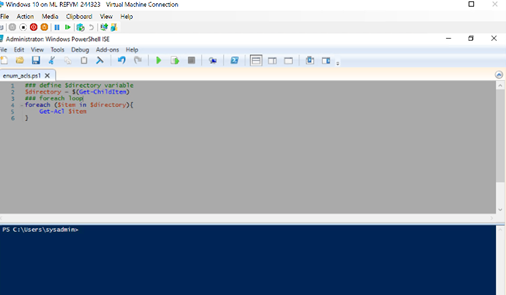 Windows 10 on ML REFVM 244323 Virtual Machine Connection
File Action Media Clipboard View Help
Administrator: Windows PowerShell ISE
File Edit View Tools Debug Add-ons Help
enum_acls.ps1 X
1 ### define $directory variable
2 $directory = $(Get-ChildItem)
3 ### foreach loop
4 foreach ($item in $directory){
5 Get-Acl $item
6 }
PS C:\Users\sysadmin>